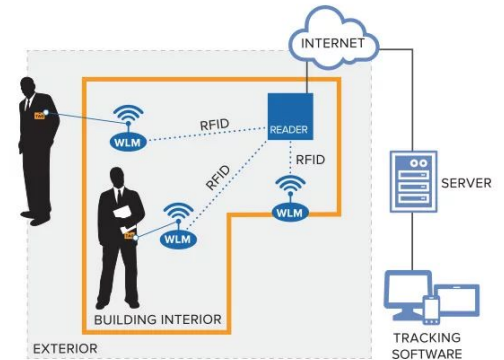 INTERNET
RFID
READER
WLM
RFID
RFID
SERVER
WLM
WLM
BUILDING INTERIOR
EXTERIOR
TRACKING
SOFTWARE